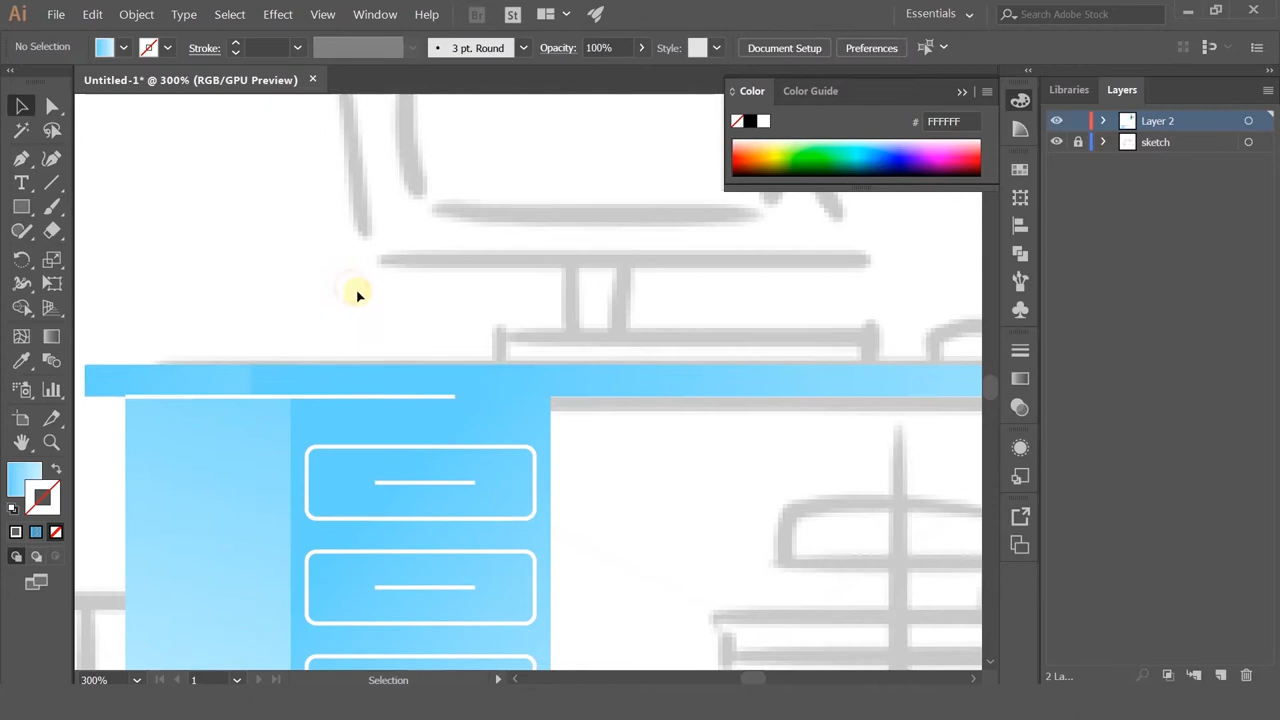 Ai File Edit Object Type Select Effect View Window Help Br St Essentials Search Adobe Stock
No Selection Stroke: 3 pt. Round Opacity: 100% Style: Document Setup Preferences
Untitled-1* @ 300% (RGB/GPU Preview)
Color Color Guide
# FFFFFF
Libraries Layers
Layer 2
sketch
300% 1 Selection
2 La...